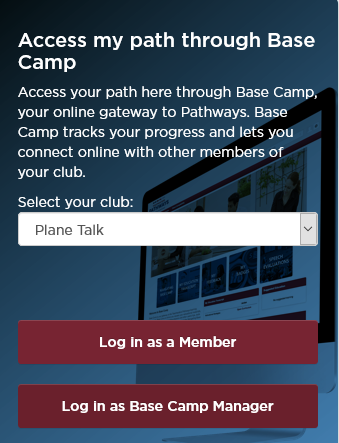 Access my path through Base
Camp
Access your path here through Base Camp,
your online gateway to Pathways. Base
Camp tracks your progress and lets you
connect online with other members of
your club.
Select your club:
Plane Talk
Log in as a Member
Log in as Base Camp Manager